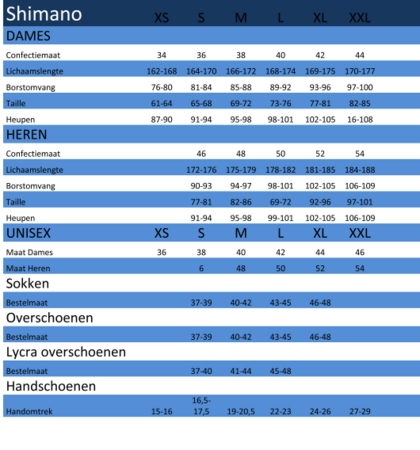 Shimano XS S M L XL XXL
DAMES
Confectiemaat 34 36 38 40 42 44
Lichaamslengte 162-168 164-170 166-172 168-174 169-175 170-177
Borstomvang 76-80 81-84 85-88 89-92 93-96 97-100
Taille 61-64 65-68 69-72 73-76 77-81 82-85
Heupen 87-90 91-94 95-98 98-101 102-105 16-108
HEREN
Confectiemaat 46 48 50 52 54
Lichaamslengte 172-176 175-179 178-182 181-185 184-188
Borstomvang 90-93 94-97 98-101 102-105 106-109
Taille 77-81 82-86 69-72 92-96 97-101
Heupen 91-94 95-98 99-101 102-105 106-109
UNISEX XS S M L XL XXL
Maat Dames 36 38 40 42 44 46
Maat Heren 6 48 50 52 54
Sokken
Bestelmaat 37-39 40-42 43-45 46-48
Overschoenen
Bestelmaat 37-39 40-42 43-45 46-48
Lycra overschoenen
Bestelmaat 37-40 41-44 45-48
Handschoenen
16,5-
Handomtrek 15-16 17,5 19-20,5 22-23 24-26 27-29